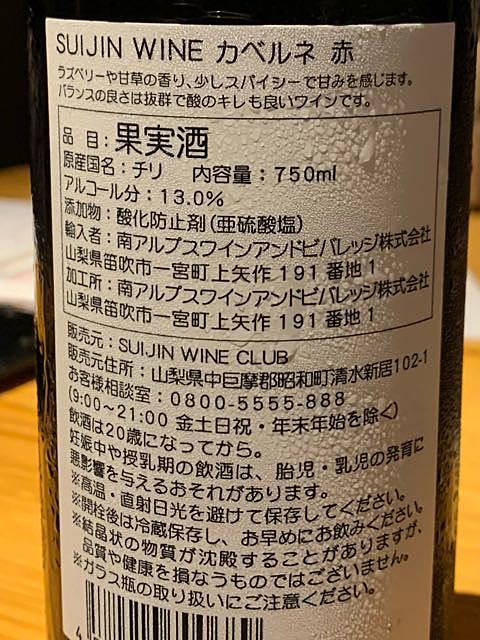 SUIJIN WINE カベルネ 赤
ラズベリーや甘草の香り、少しスパイシーで甘みを感じます。
バランスの良さは抜群で酸のキレも良いワインです。
品 目：果実酒
原産国名：チリ 内容量：750ml
アルコール分：13.0%
添加物：酸化防止剤（亜硫酸塩）
輸入者：南アルプスワインアンドビバレッジ株式会社
山梨県笛吹市一宮町上矢作191番地1
加工所：南アルプスワインアンドビバレッジ株式会社
山梨県笛吹市一宮町上矢作191番地1
販売元：SUIJIN WINE CLUB
販売元住所：山梨県中巨摩郡昭和町清水新居102-1
お客様相談室：0800-5555-888
（9:00~21:00 金土日祝・年末年始を除く）
飲酒は20歳になってから。
妊娠中や授乳期の飲酒は、胎児・乳児の発育に
悪影響を与えるおそれがあります。
※高温・直射日光を避けて保存してください。
※開栓後は冷蔵保存し、お早めにお飲みください。
※結晶状の物質が沈殿することがありますが、
品質や健康を損なうものではございません。
※ガラス瓶の取り扱いにご注意ください。